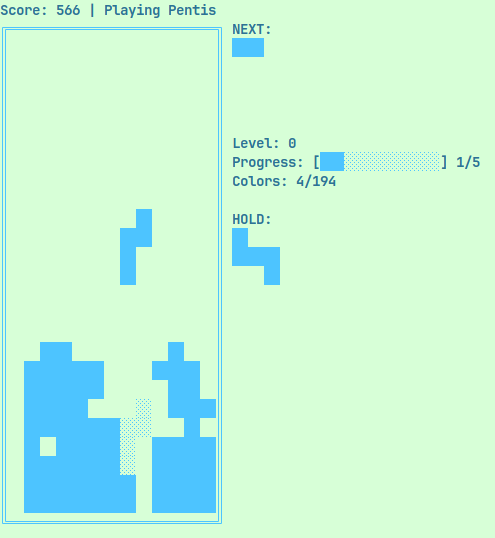 Score: 566 | Playing Pentis
NEXT:
Level: 0
Progress: [██░░░░░░░░] 1/5
Colors: 4/194
HOLD: